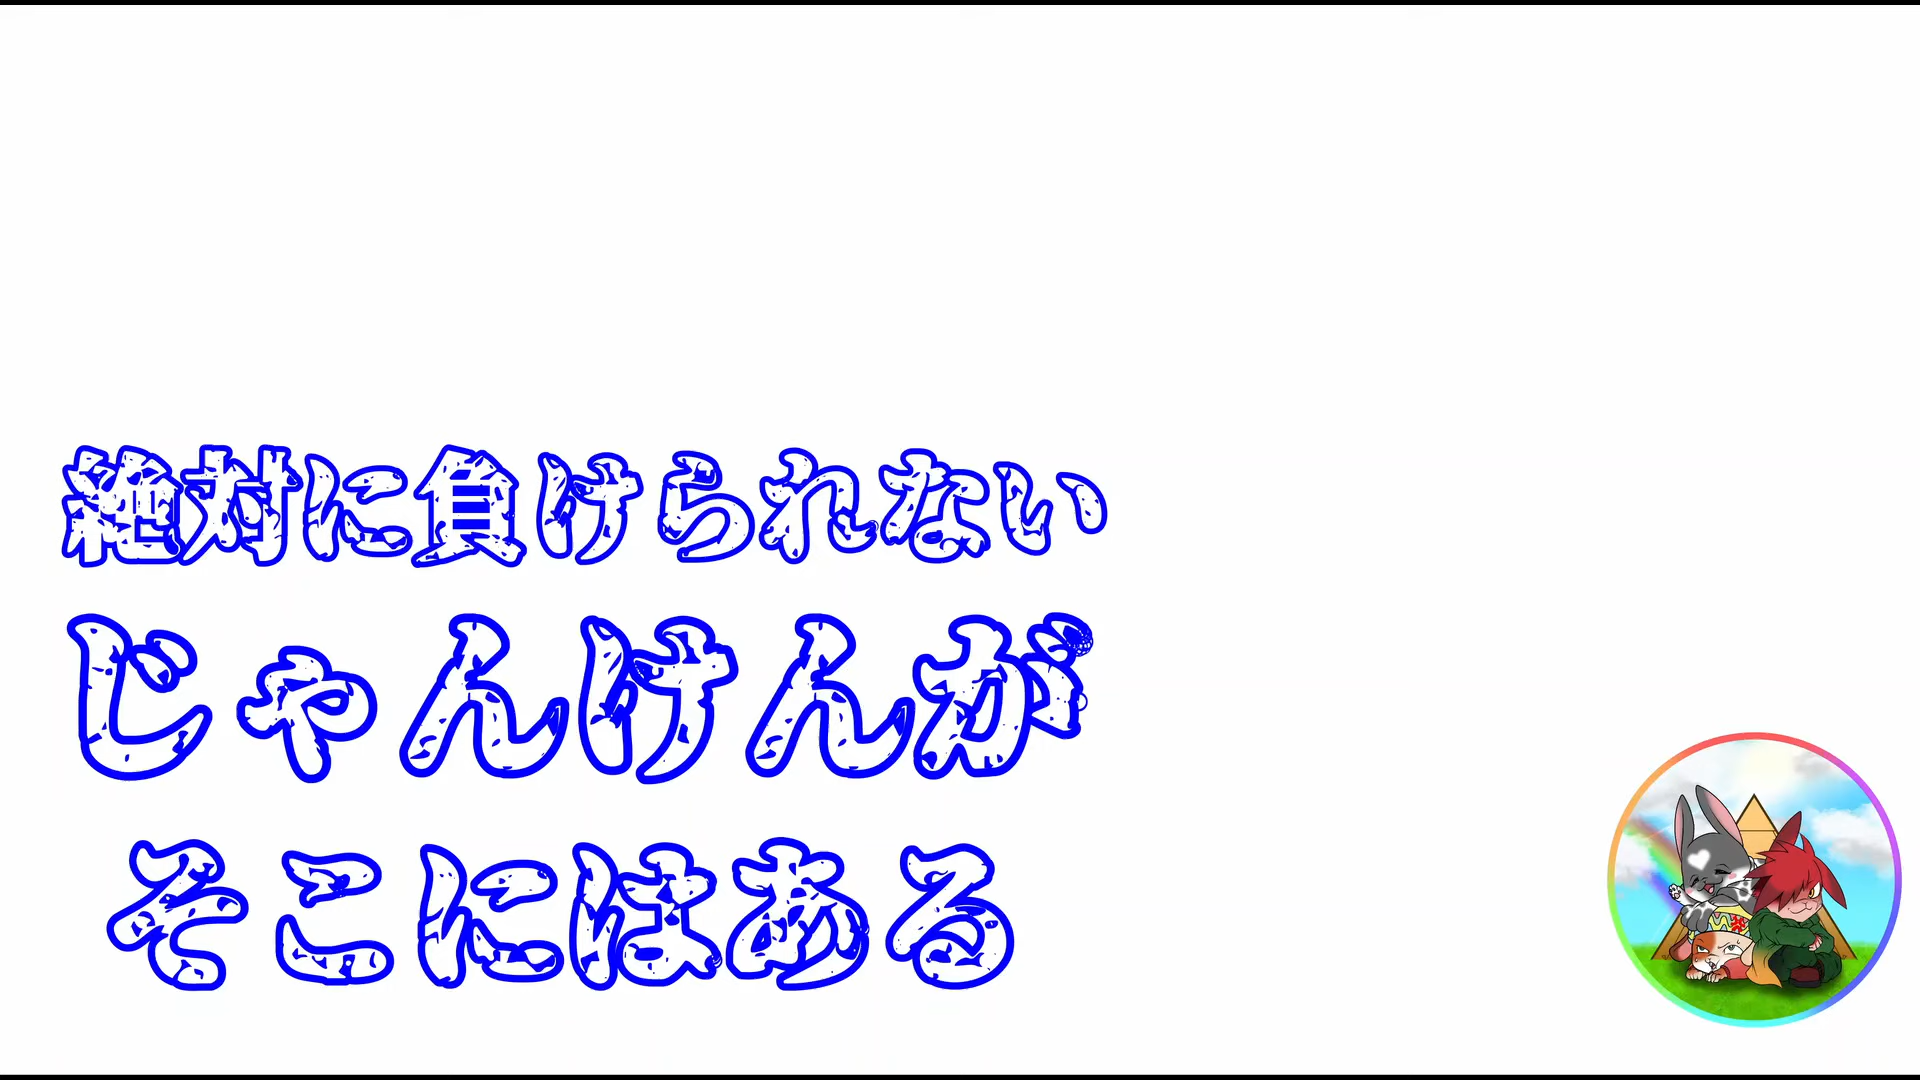 絶対に負けられない
じゃんけんが
そこにはある